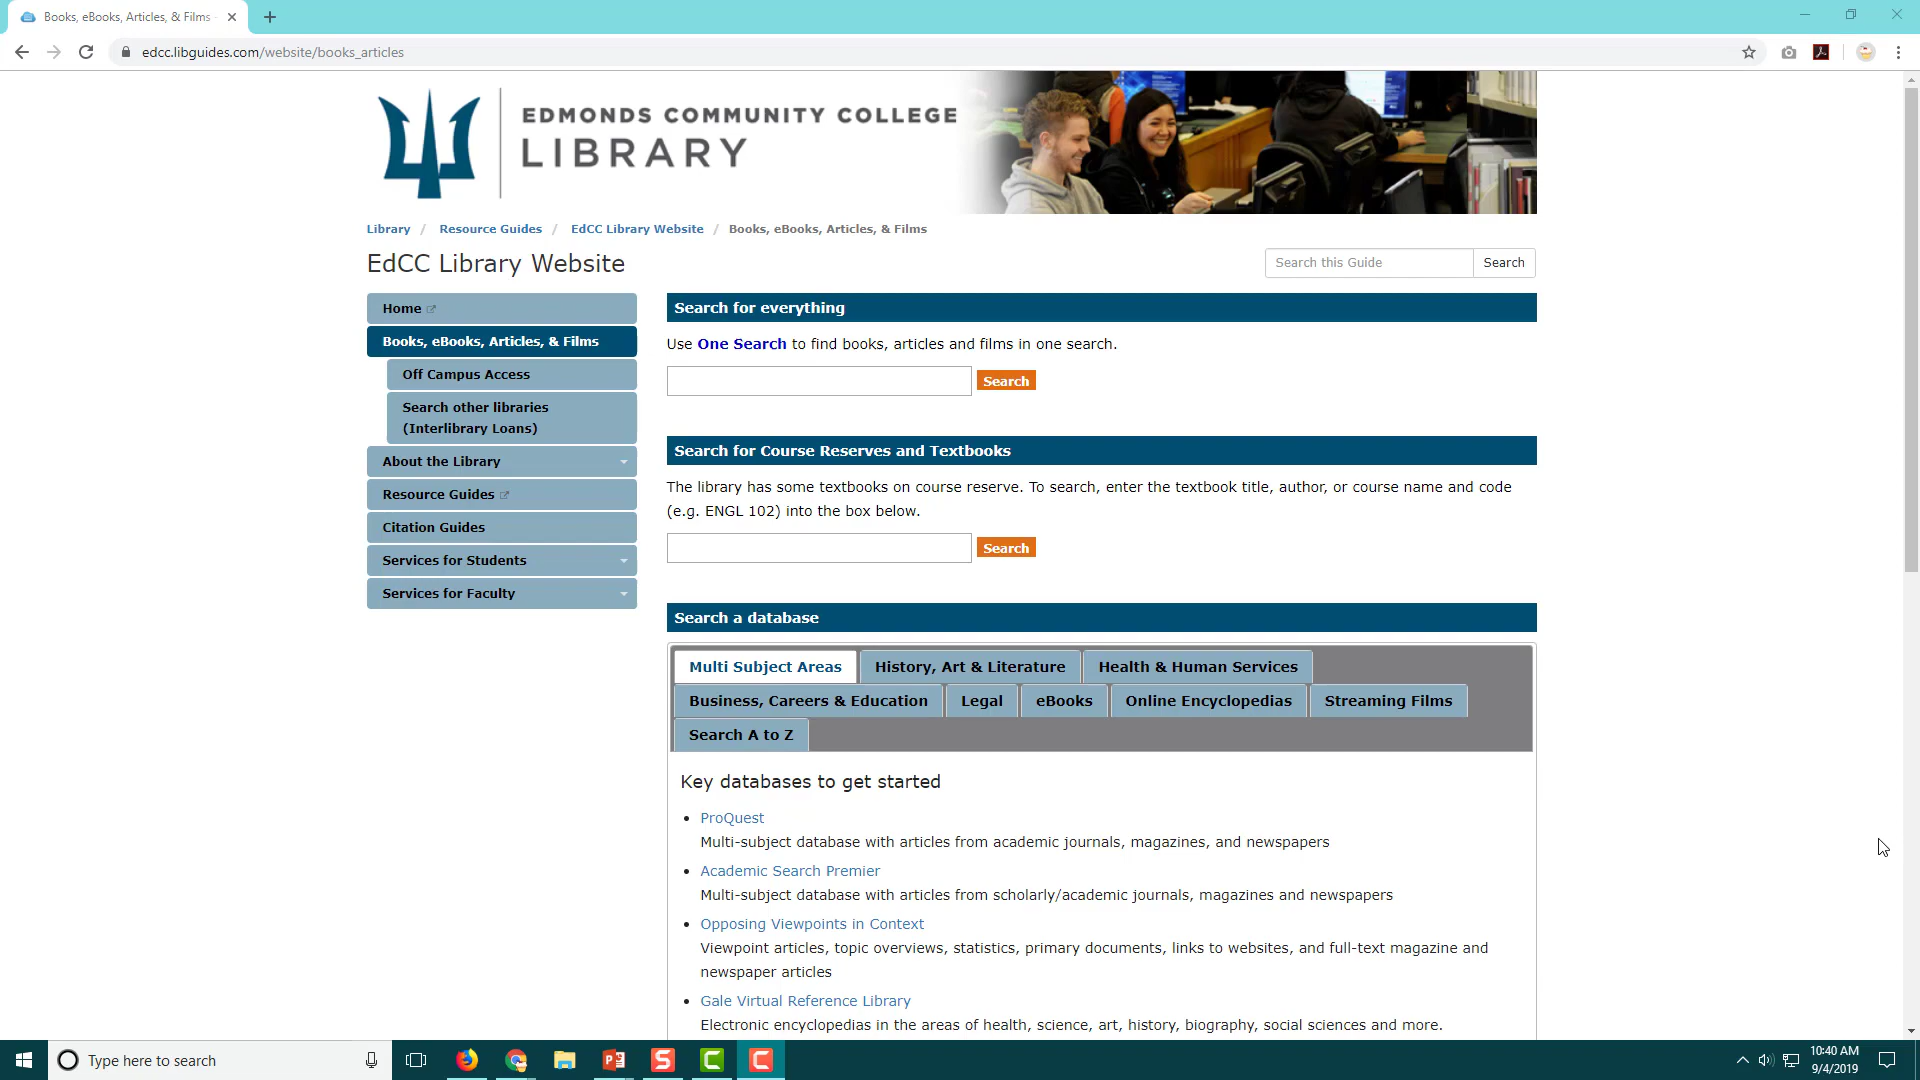 Books, eBooks, Articles, & Films -
edcc.libguides.com/website/books_articles
EDMONDS COMMUNITY COLLEGE
LIBRARY
Library / Resource Guides / EdCC Library Website / Books, eBooks, Articles, & Films
EdCC Library Website
Search this Guide
Search
Home
Books, eBooks, Articles, & Films
Off Campus Access
Search other libraries
(Interlibrary Loans)
About the Library
Resource Guides
Citation Guides
Services for Students
Services for Faculty
Search for everything
Use One Search to find books, articles and films in one search.
Search
Search for Course Reserves and Textbooks
The library has some textbooks on course reserve. To search, enter the textbook title, author, or course name and code
(e.g. ENGL 102) into the box below.
Search
Search a database
Multi Subject Areas History, Art & Literature Health & Human Services
Business, Careers & Education Legal eBooks Online Encyclopedias Streaming Films
Search A to Z
Key databases to get started
• ProQuest
Multi-subject database with articles from academic journals, magazines, and newspapers
• Academic Search Premier
Multi-subject database with articles from scholarly/academic journals, magazines and newspapers
• Opposing Viewpoints in Context
Viewpoint articles, topic overviews, statistics, primary documents, links to websites, and full-text magazine and
newspaper articles
• Gale Virtual Reference Library
Electronic encyclopedias in the areas of health, science, art, history, biography, social sciences and more.
Type here to search
10:40 AM
9/4/2019